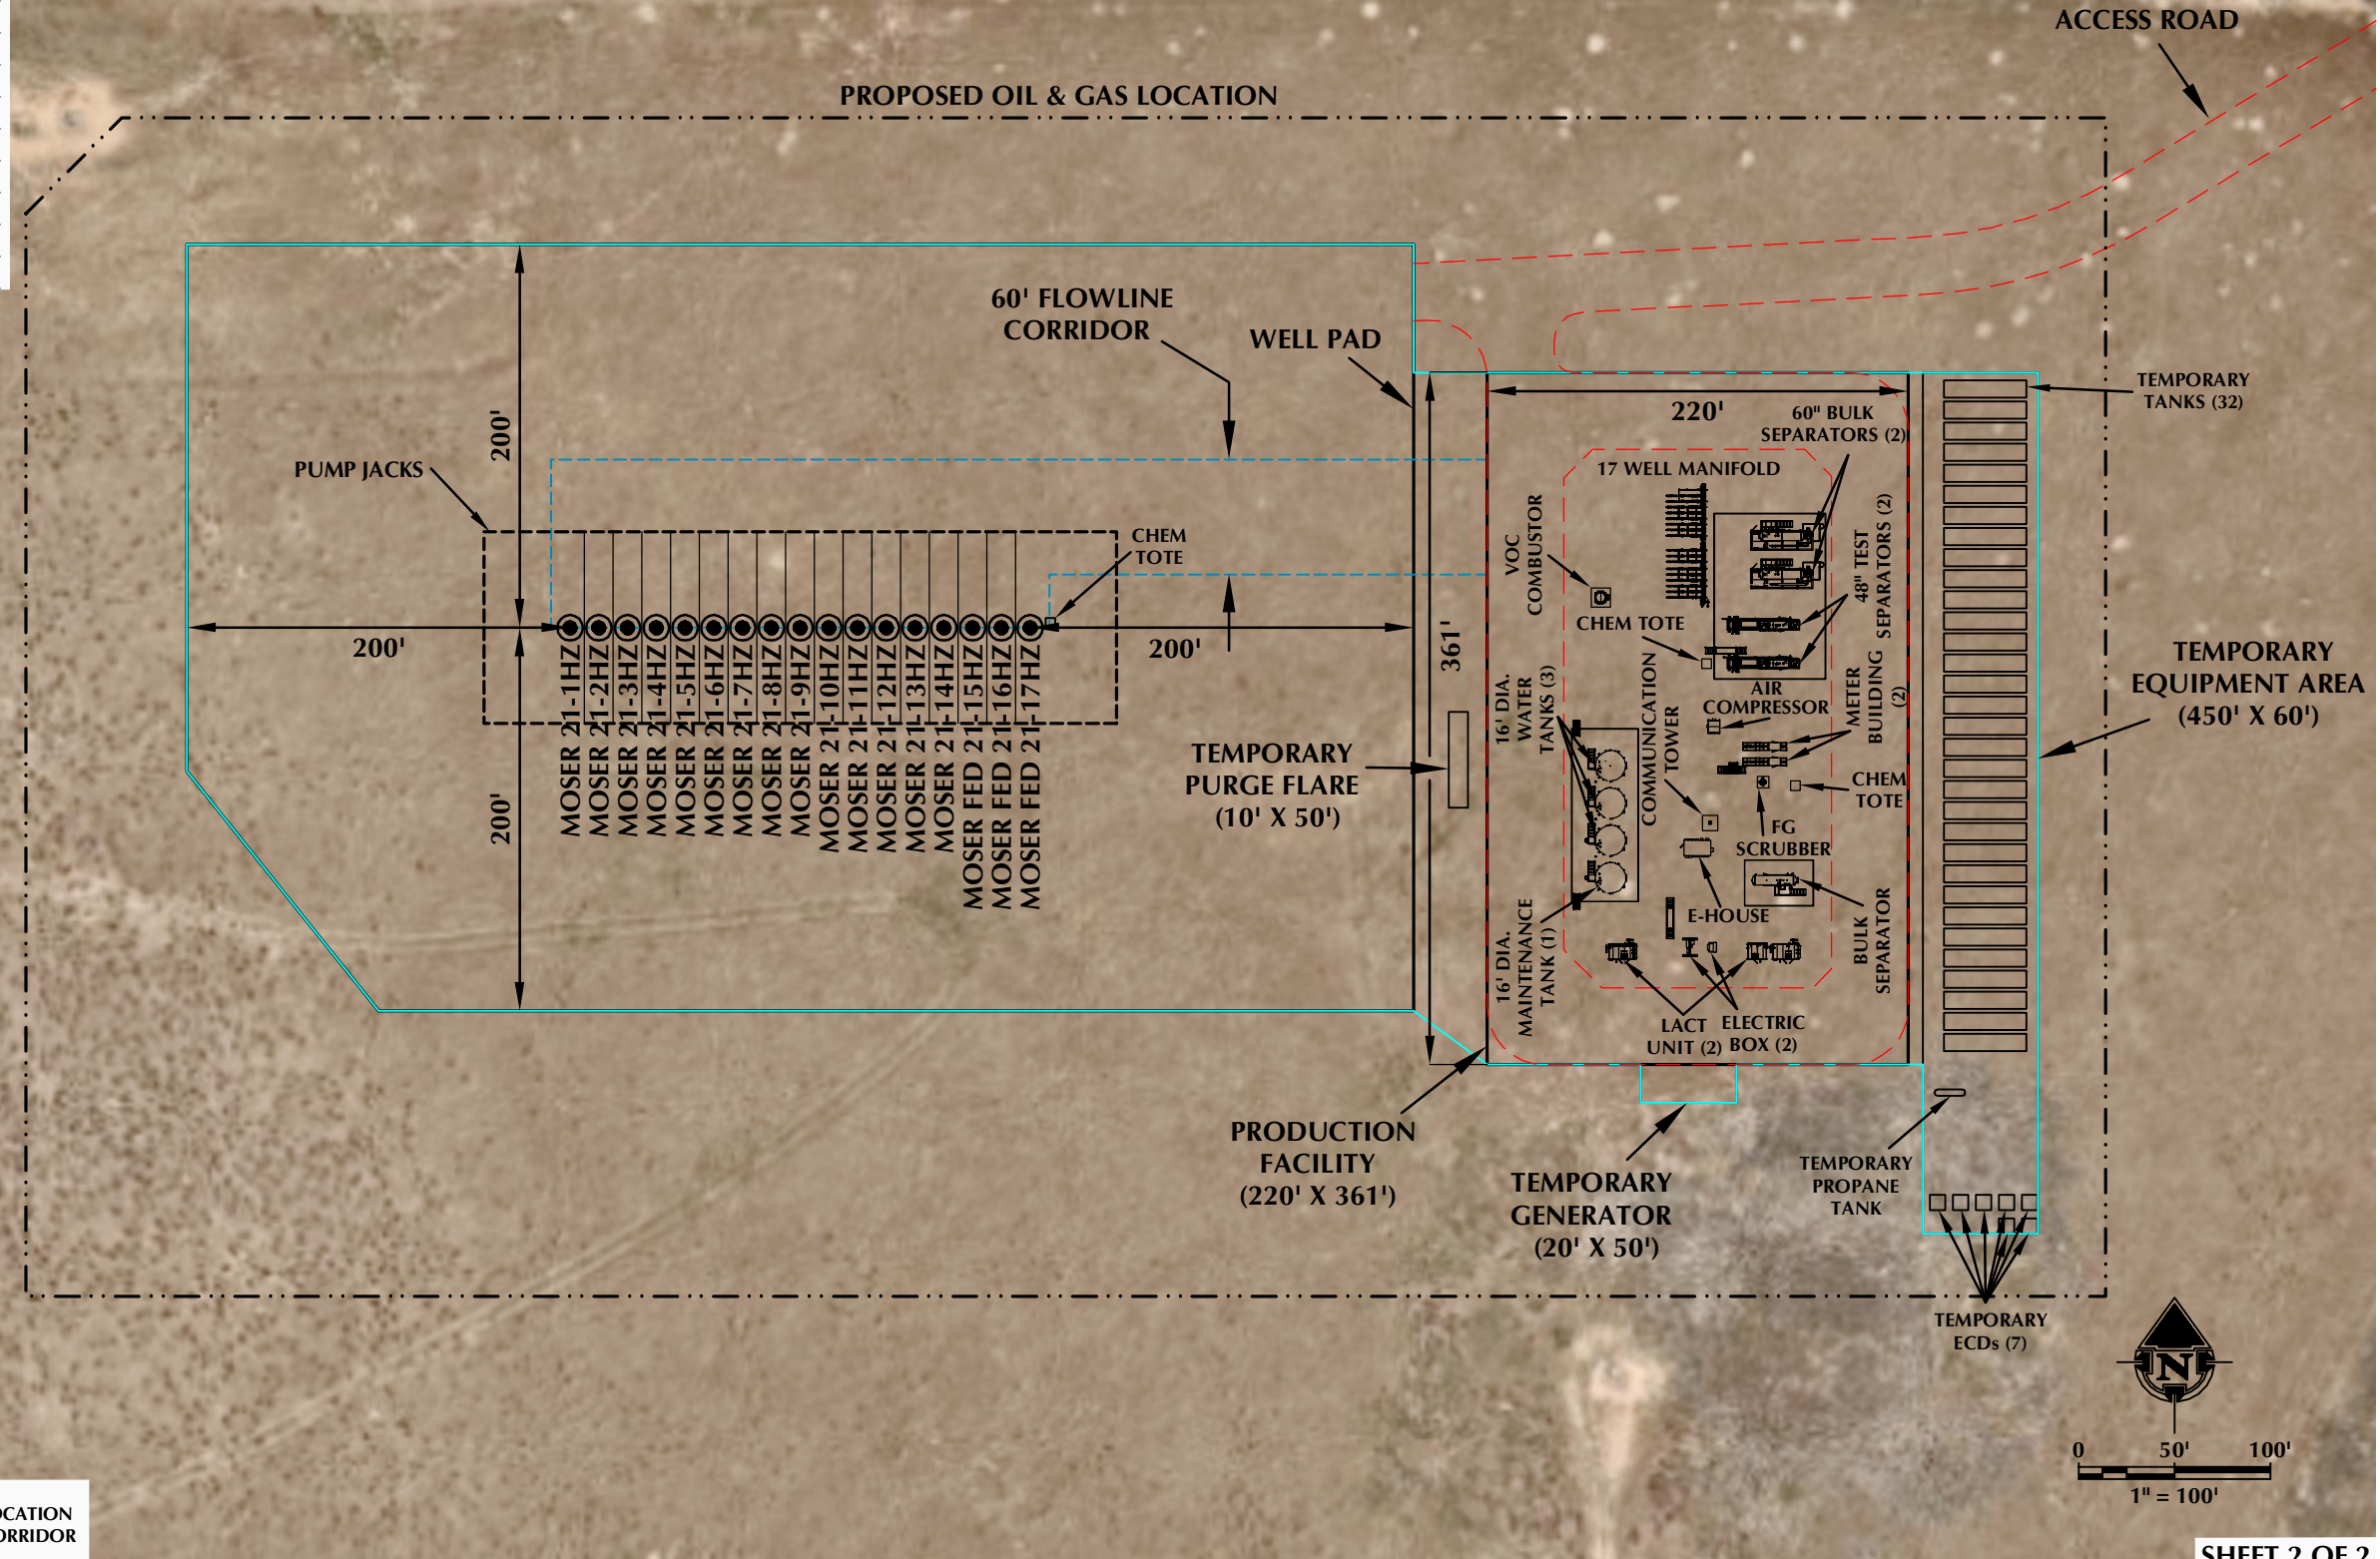 ACCESS ROAD
PROPOSED OIL & GAS LOCATION
60' FLOWLINE
CORRIDOR
WELL PAD
200'
PUMP JACKS
CHEM
TOTE
200'
200'
200'
MOSER 21-1HZ
MOSER 21-2HZ
MOSER 21-3HZ
MOSER 21-4HZ
MOSER 21-5HZ
MOSER 21-6HZ
MOSER 21-7HZ
MOSER 21-8HZ
MOSER 21-9HZ
MOSER 21-10HZ
MOSER 21-11HZ
MOSER 21-12HZ
MOSER 21-13HZ
MOSER 21-14HZ
MOSER FED 21-15HZ
MOSER FED 21-16HZ
MOSER FED 21-17HZ
361'
TEMPORARY
PURGE FLARE
(10' X 50')
220'
60" BULK
SEPARATORS (2)
17 WELL MANIFOLD
VOC
COMBUSTOR
48" TEST
SEPARATORS (2)
CHEM TOTE
16' DIA.
WATER
TANKS (3)
COMMUNICATION
TOWER
AIR
COMPRESSOR
METER
BUILDING
(2)
CHEM
TOTE
FG
SCRUBBER
E-HOUSE
BULK
SEPARATOR
16' DIA.
MAINTENANCE
TANK (1)
LACT
UNIT (2)
ELECTRIC
BOX (2)
TEMPORARY
TANKS (32)
TEMPORARY
EQUIPMENT AREA
(450' X 60')
PRODUCTION
FACILITY
(220' X 361')
TEMPORARY
GENERATOR
(20' X 50')
TEMPORARY
PROPANE
TANK
TEMPORARY
ECDs (7)
N
0 50' 100'
1" = 100'
OCATION
ORRIDOR
SHEET 2 OF 2